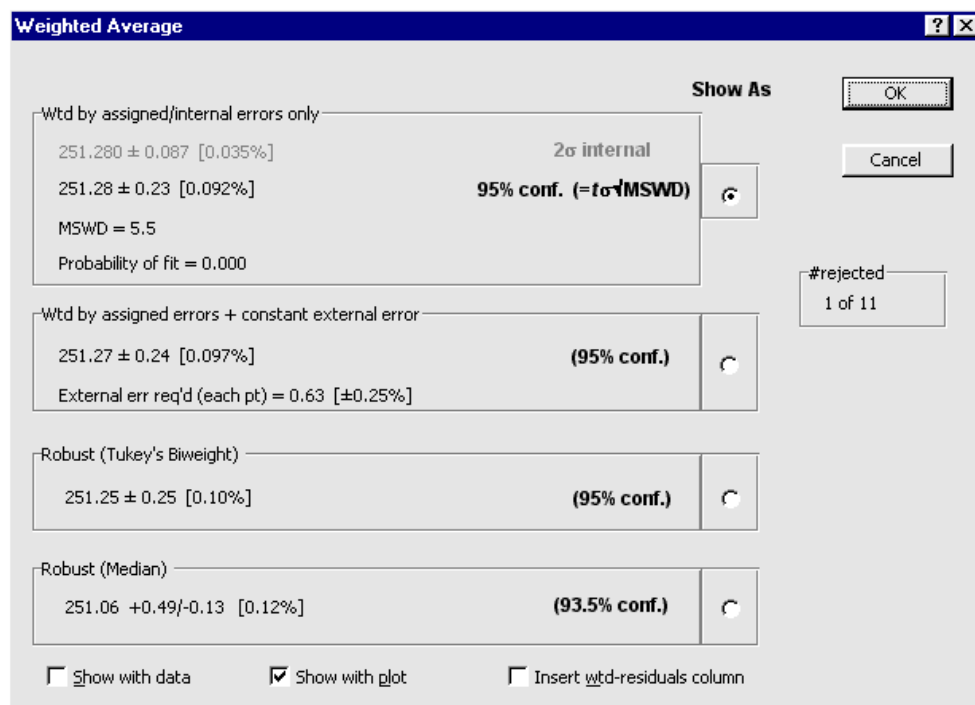 Weighted Average
Show As
OK
Cancel
Wtd by assigned/internal errors only
251.280 ± 0.087 [0.035%] 2σ internal
251.28 ± 0.23 [0.092%] 95% conf. (=tσ√MSWD)
MSWD = 5.5
Probability of fit = 0.000
#rejected
1 of 11
Wtd by assigned errors + constant external error
251.27 ± 0.24 [0.097%] (95% conf.)
External err req'd (each pt) = 0.63 [±0.25%]
Robust (Tukey's Biweight)
251.25 ± 0.25 [0.10%] (95% conf.)
Robust (Median)
251.06 +0.49/-0.13 [0.12%] (93.5% conf.)
Show with data Show with plot Insert wtd-residuals column